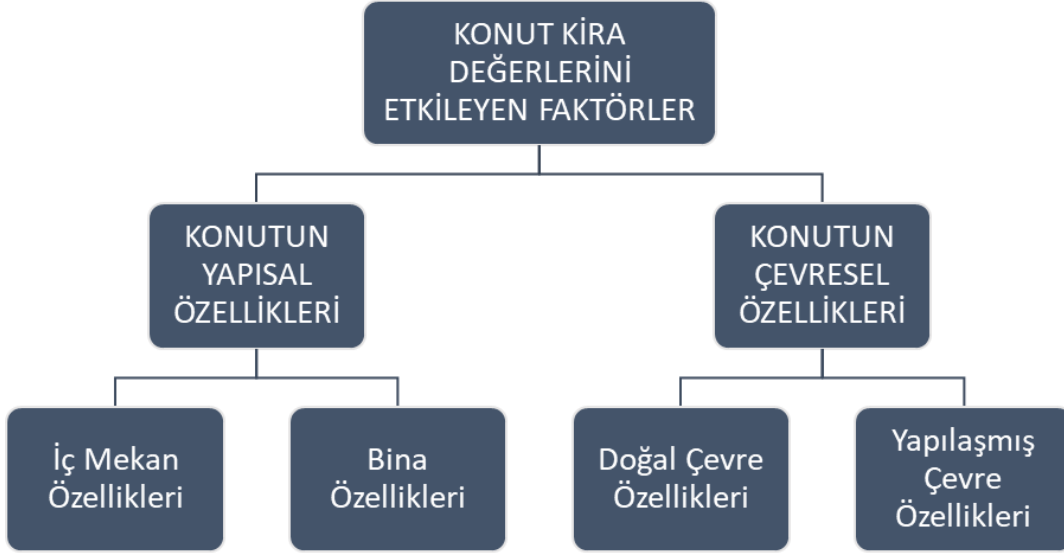 KONUT KİRA
DEĞERLERİNİ
ETKİLEYEN FAKTÖRLER
KONUTUN
YAPISAL
ÖZELLİKLERİ
KONUTUN
ÇEVRESEL
ÖZELLİKLERİ
İç Mekan
Özellikleri
Bina
Özellikleri
Doğal Çevre
Özellikleri
Yapılaşmış
Çevre
Özellikleri